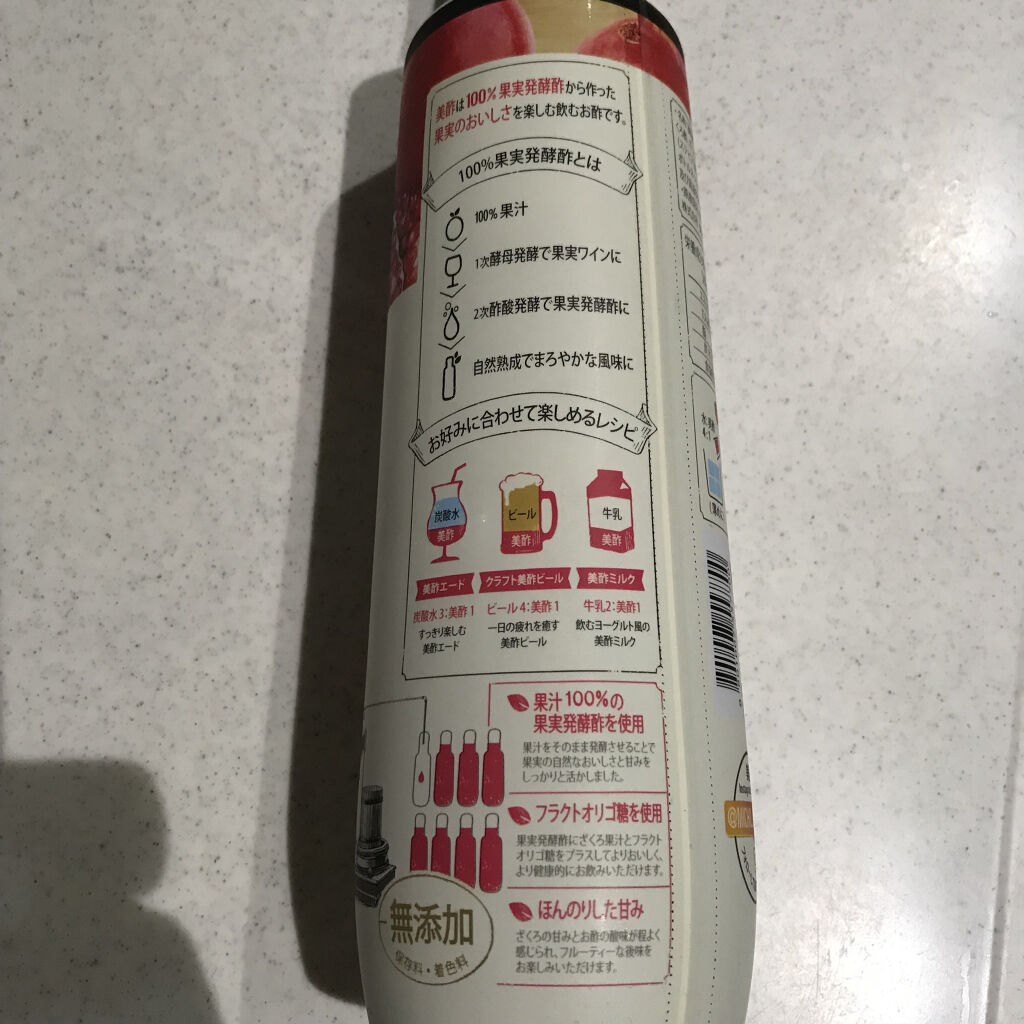 美酢は100%果実発酵酢から作った
果実のおいしさを楽しむ飲むお酢です。
100%果実発酵酢とは
100%果汁
1次酵母発酵で果実ワインに
2次酢酸発酵で果実発酵酢に
自然熟成でまろやかな風味に
お好みに合わせて楽しめるレシピ
炭酸水
美酢
ビール
美酢
牛乳
美酢
美酢エード
クラフト美酢ビール
美酢ミルク
炭酸水3:美酢1
ビール4:美酢1
牛乳2:美酢1
すっきり楽しむ
美酢エード
一日の疲れを癒す
美酢ビール
飲むヨーグルト風の
美酢ミルク
果汁100%の
果実発酵酢を使用
果汁をそのまま発酵させることで
果実の自然なおいしさと甘みを
しっかりと活かしました。
フラクトオリゴ糖を使用
果実発酵酢にざくろ果汁とフラクト
オリゴ糖をプラスしてよりおいしく、
より健康的にお飲みいただけます。
ほんのりした甘み
ざくろの甘みとお酢の酸味が程よく
感じられ、フルーティーな後味を
お楽しみいただけます。
無添加
保存料・着色料